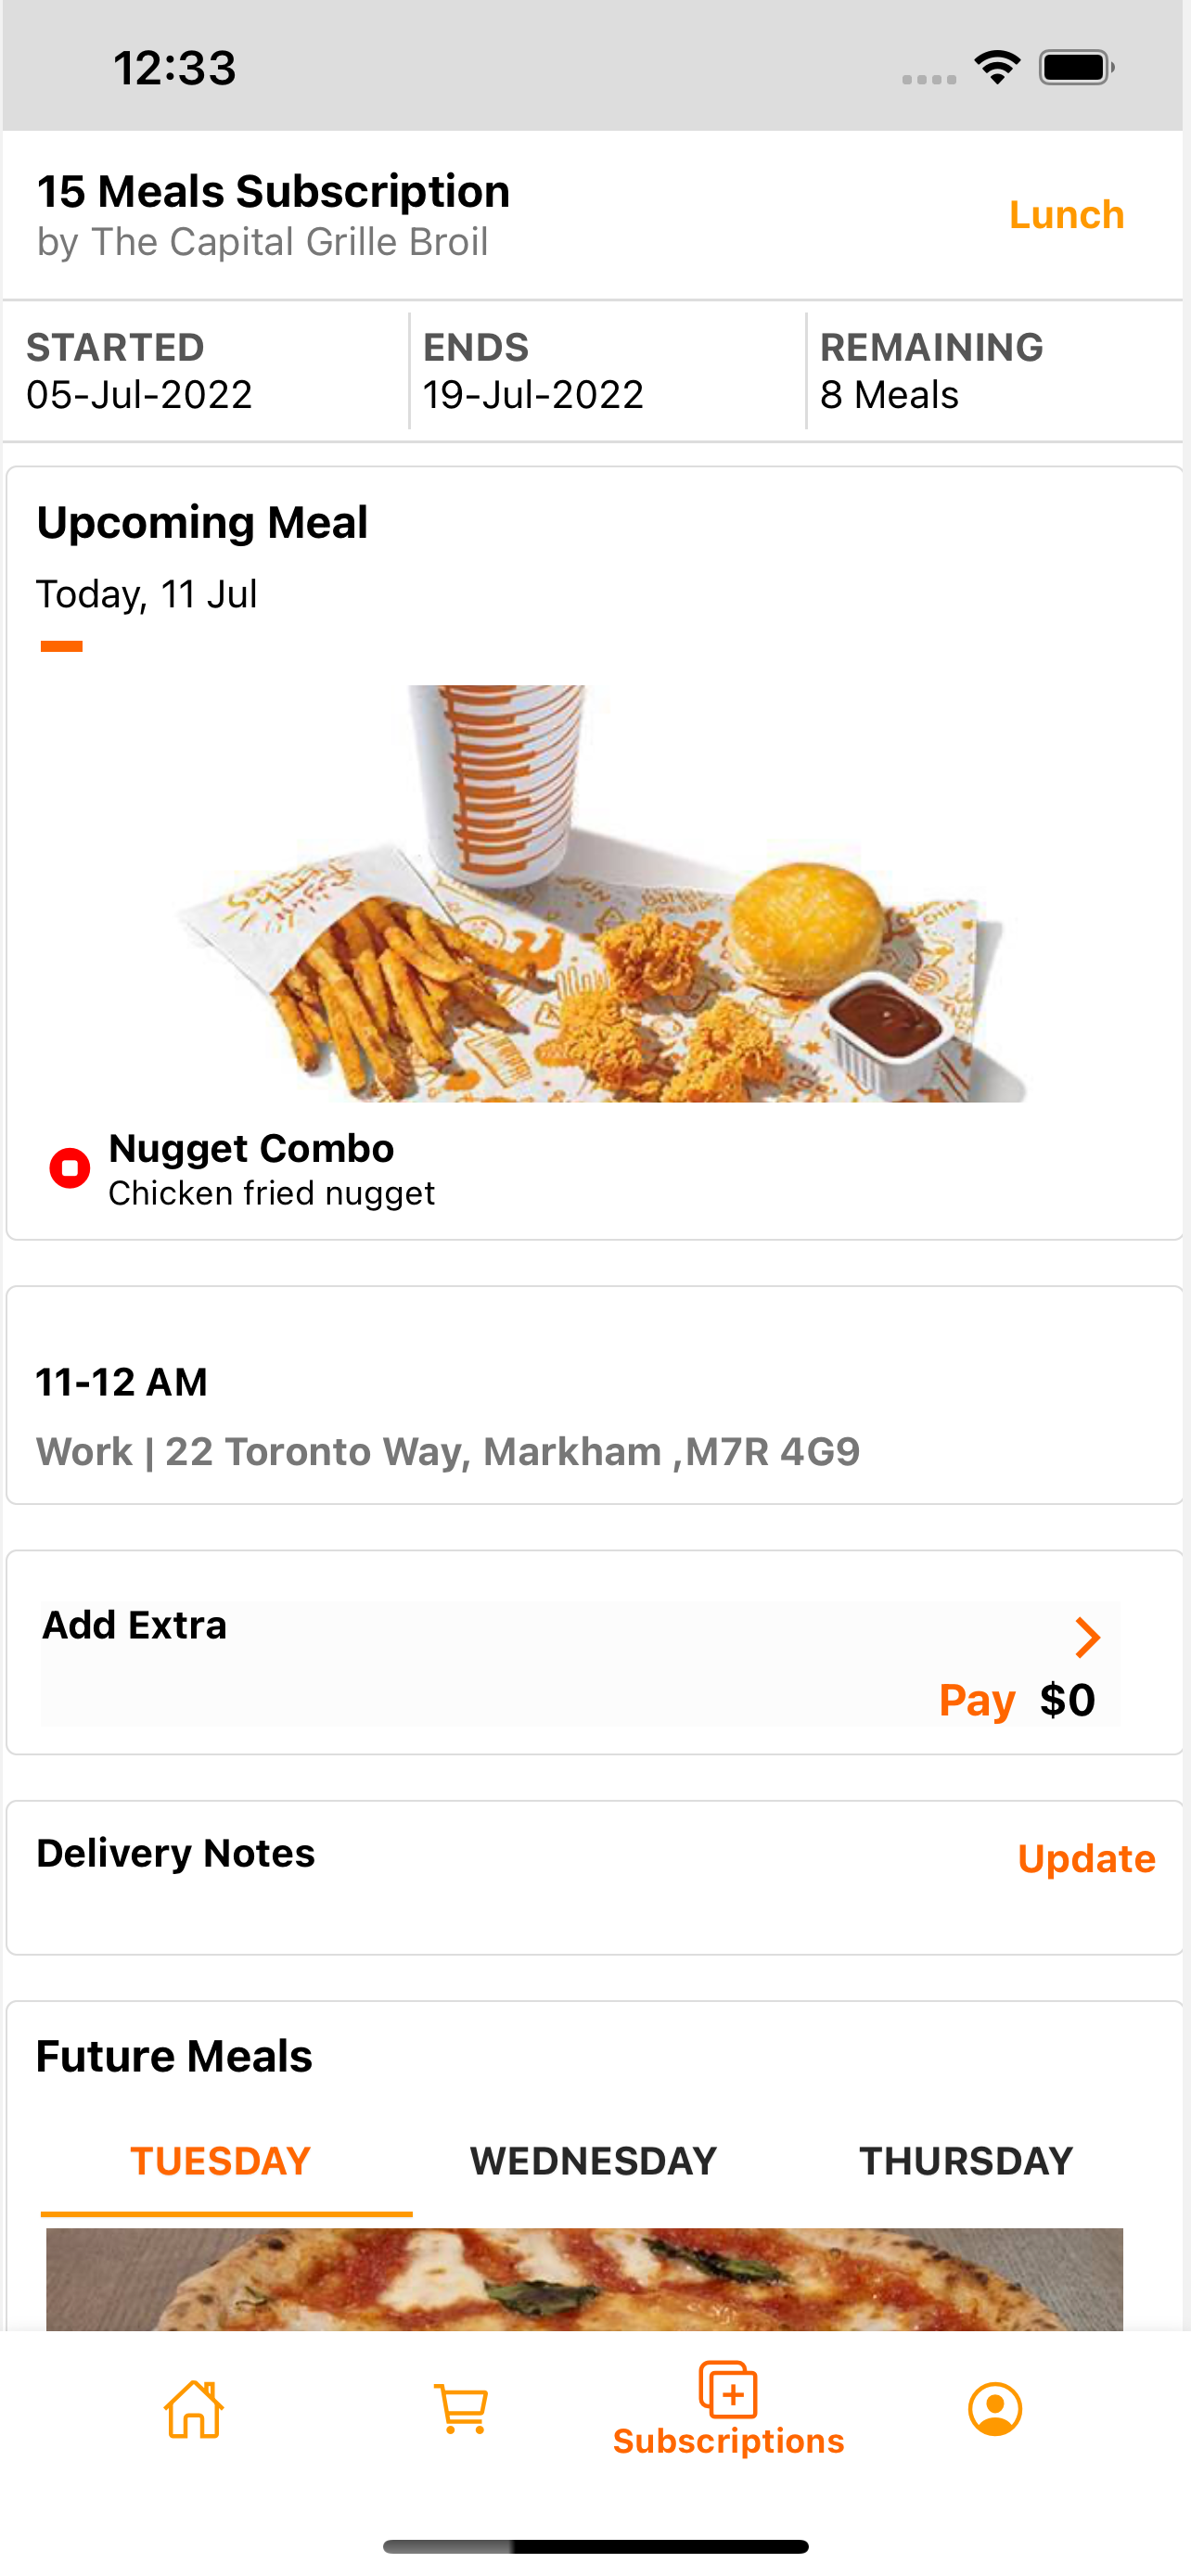 12:33
15 Meals Subscription
by The Capital Grille Broil
Lunch
STARTED
05-Jul-2022
ENDS
19-Jul-2022
REMAINING
8 Meals
Upcoming Meal
Today, 11 Jul
Nugget Combo
Chicken fried nugget
11-12 AM
Work | 22 Toronto Way, Markham ,M7R 4G9
Add Extra
Pay $0
Delivery Notes
Update
Future Meals
TUESDAY WEDNESDAY THURSDAY
Subscriptions